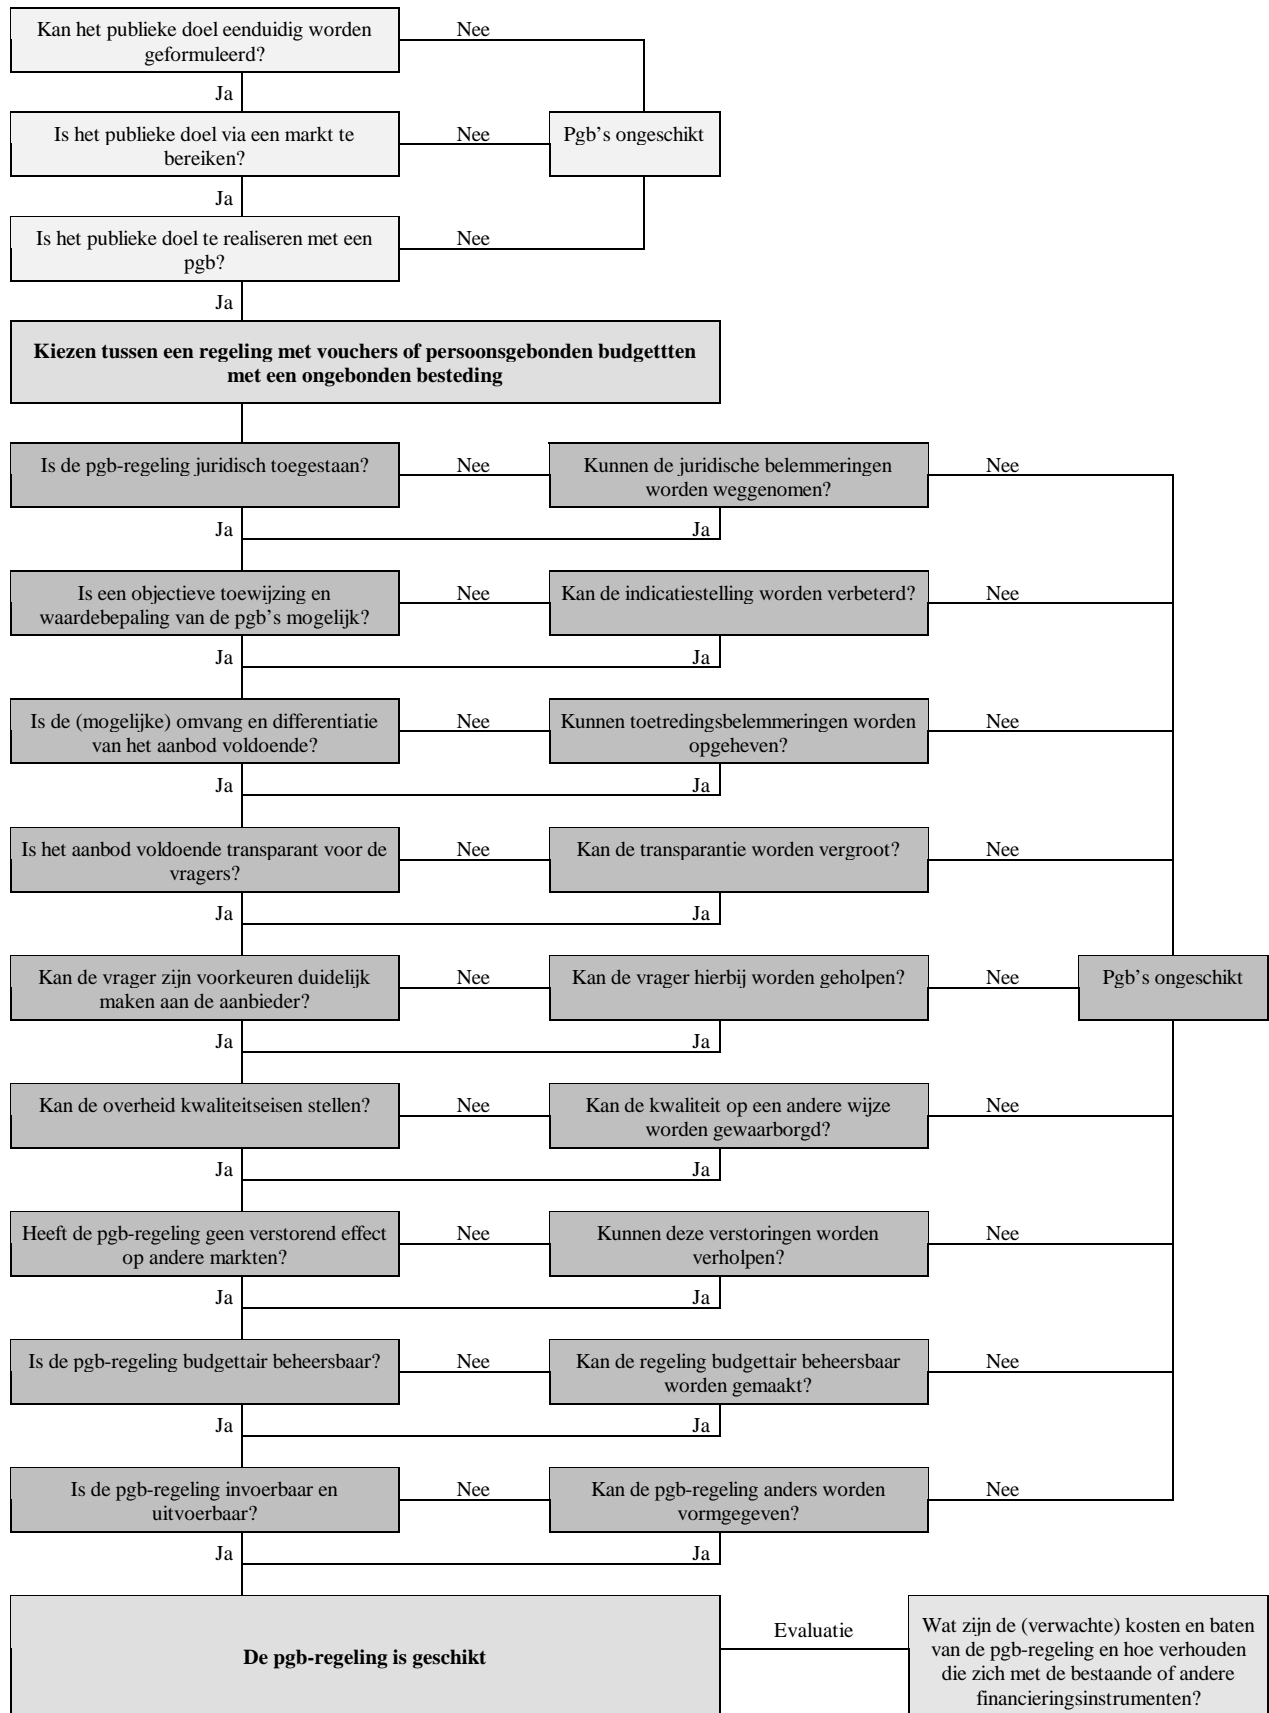 Kan het publieke doel eenduidig worden
geformuleerd?
Nee
Ja
Is het publieke doel via een markt te
bereiken?
Nee
Pgb's ongeschikt
Ja
Is het publieke doel te realiseren met een
pgb?
Nee
Ja
Kiezen tussen een regeling met vouchers of persoonsgebonden budgettten
met een ongebonden besteding
Is de pgb-regeling juridisch toegestaan?
Nee
Kunnen de juridische belemmeringen
worden weggenomen?
Nee
Ja
Ja
Is een objectieve toewijzing en
waardebepaling van de pgb's mogelijk?
Nee
Kan de indicatiestelling worden verbeterd?
Nee
Ja
Ja
Is de (mogelijke) omvang en differentiatie
van het aanbod voldoende?
Nee
Kunnen toetredingsbelemmeringen worden
opgeheven?
Nee
Ja
Ja
Is het aanbod voldoende transparant voor de
vragers?
Nee
Kan de transparantie worden vergroot?
Nee
Ja
Ja
Kan de vrager zijn voorkeuren duidelijk
maken aan de aanbieder?
Nee
Kan de vrager hierbij worden geholpen?
Nee
Pgb's ongeschikt
Ja
Ja
Kan de overheid kwaliteitseisen stellen?
Nee
Kan de kwaliteit op een andere wijze
worden gewaarborgd?
Nee
Ja
Ja
Heeft de pgb-regeling geen verstorend effect
op andere markten?
Nee
Kunnen deze verstoringen worden
verholpen?
Nee
Ja
Ja
Is de pgb-regeling budgettair beheersbaar?
Nee
Kan de regeling budgettair beheersbaar
worden gemaakt?
Nee
Ja
Ja
Is de pgb-regeling invoerbaar en
uitvoerbaar?
Nee
Kan de pgb-regeling anders worden
vormgegeven?
Nee
Ja
Ja
De pgb-regeling is geschikt
Evaluatie
Wat zijn de (verwachte) kosten en baten
van de pgb-regeling en hoe verhouden
die zich met de bestaande of andere
financieringsinstrumenten?